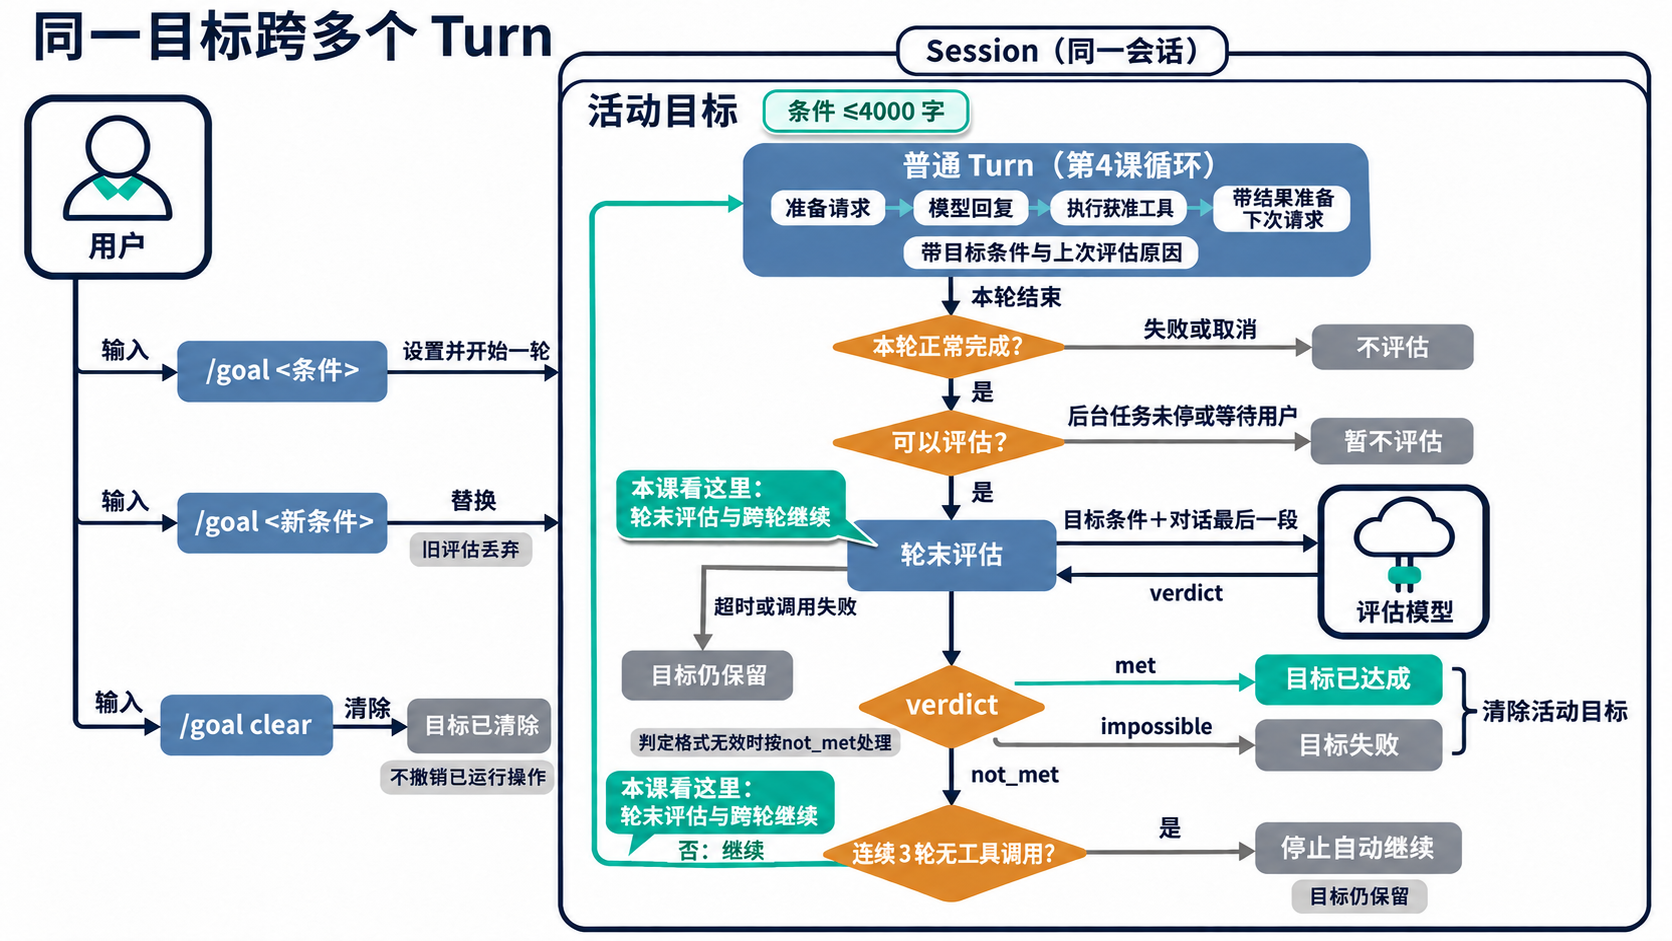 同一目标跨多个 Turn
用户
输入
/goal <条件>
设置并开始一轮
输入
/goal <新条件>
替换
旧评估丢弃
输入
/goal clear
清除
目标已清除
不撤销已运行操作
Session（同一会话）
活动目标
条件 ≤4000 字
普通 Turn（第4课循环）
准备请求
模型回复
执行获准工具
带结果准备
下次请求
带目标条件与上次评估原因
本轮结束
本轮正常完成？
失败或取消
不评估
是
可以评估？
后台任务未停或等待用户
暂不评估
是
本课看这里：
轮末评估与跨轮继续
轮末评估
目标条件＋对话最后一段
verdict
评估模型
超时或调用失败
目标仍保留
verdict
met
目标已达成
impossible
目标失败
清除活动目标
判定格式无效时按not_met处理
not_met
本课看这里：
轮末评估与跨轮继续
否：继续
连续3轮无工具调用？
是
停止自动继续
目标仍保留